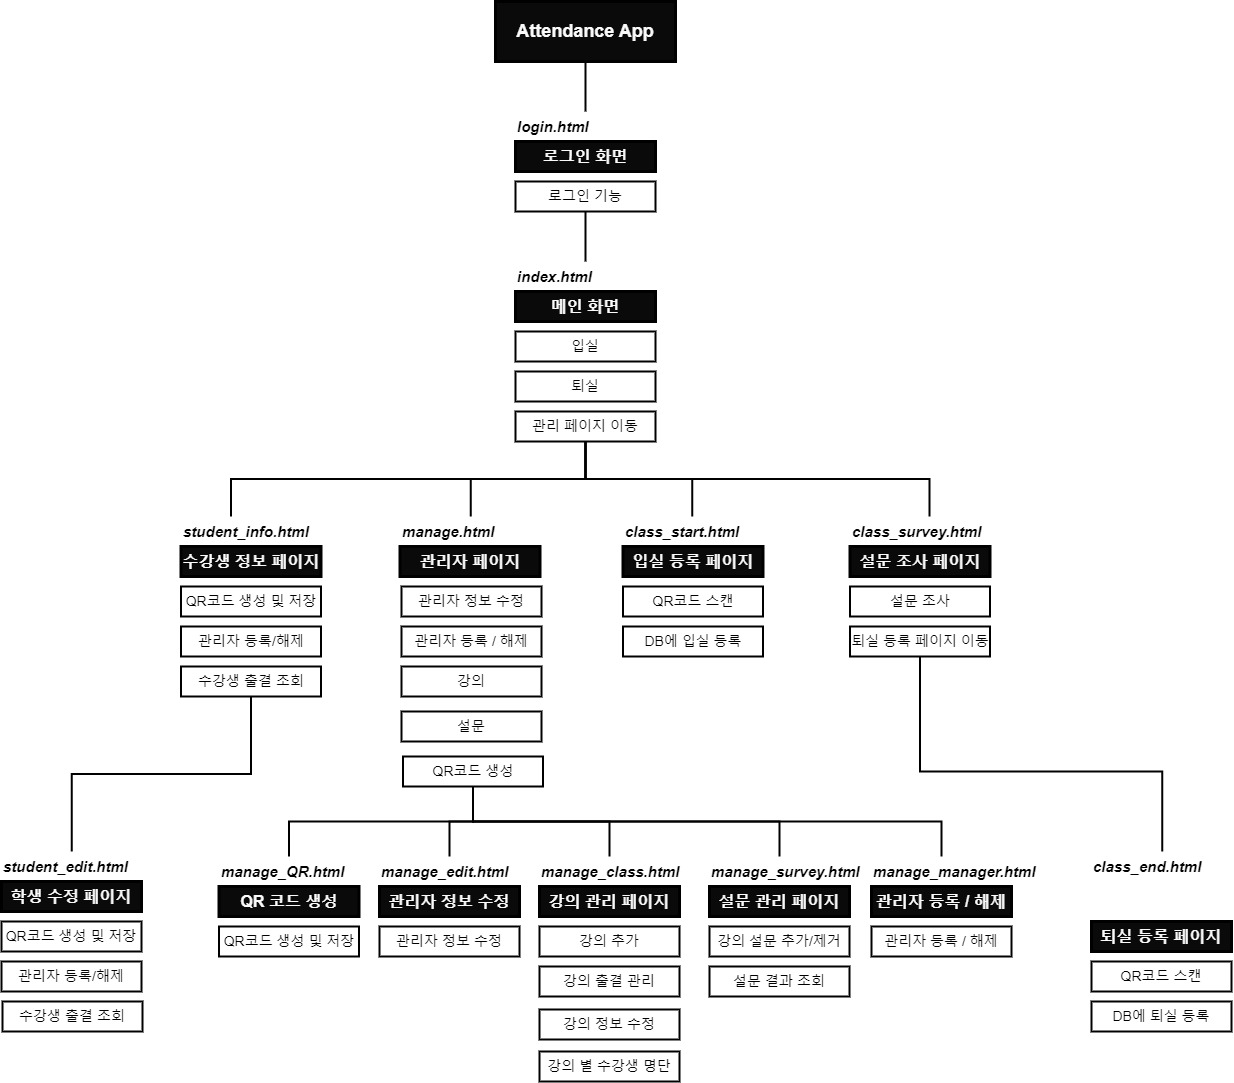 Attendance App
login.html
로그인 화면
로그인 기능
index.html
메인 화면
입실
퇴실
관리 페이지 이동
student_info.html
수강생 정보 페이지
QR코드 생성 및 저장
관리자 등록/해제
수강생 출결 조회
manage.html
관리자 페이지
관리자 정보 수정
관리자 등록 / 해제
강의
설문
QR코드 생성
class_start.html
입실 등록 페이지
QR코드 스캔
DB에 입실 등록
class_survey.html
설문 조사 페이지
설문 조사
퇴실 등록 페이지 이동
student_edit.html
학생 수정 페이지
QR코드 생성 및 저장
관리자 등록/해제
수강생 출결 조회
manage_QR.html
QR 코드 생성
QR코드 생성 및 저장
manage_edit.html
관리자 정보 수정
관리자 정보 수정
manage_class.html
강의 관리 페이지
강의 추가
강의 출결 관리
강의 정보 수정
강의 별 수강생 명단
manage_survey.html
설문 관리 페이지
강의 설문 추가/제거
설문 결과 조회
manage_manager.html
관리자 등록 / 해제
관리자 등록 / 해제
class_end.html
퇴실 등록 페이지
QR코드 스캔
DB에 퇴실 등록